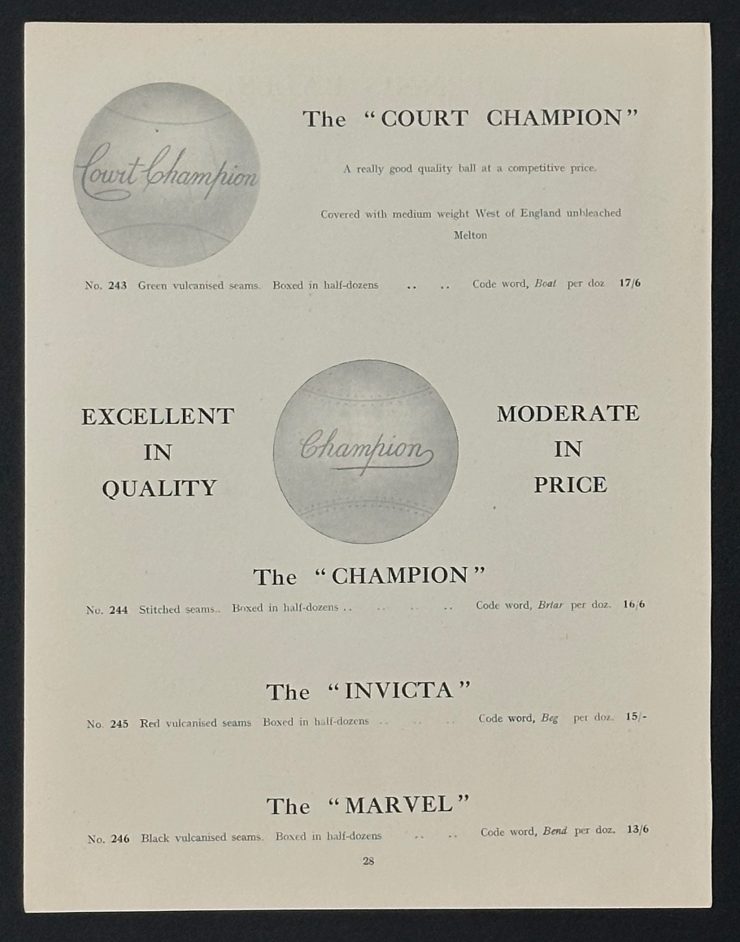 The “COURT CHAMPION”
Court Champion
A really good quality ball at a competitive price.
Covered with medium weight West of England unbleached
Melton
No. 243 Green vulcanised seams. Boxed in half-dozens .. .. Code word, Boat per doz 17/6
EXCELLENT
IN
QUALITY
Champion
MODERATE
IN
PRICE
The “CHAMPION”
No. 244 Stitched seams.. Boxed in half-dozens .. .. .. .. Code word, Briar per doz. 16/6
The “INVICTA”
No. 245 Red vulcanised seams Boxed in half-dozens .. .. .. Code word, Beg per doz. 15/-
The “MARVEL”
No. 246 Black vulcanised seams. Boxed in half-dozens .. .. Code word, Bend per doz. 13/6
28